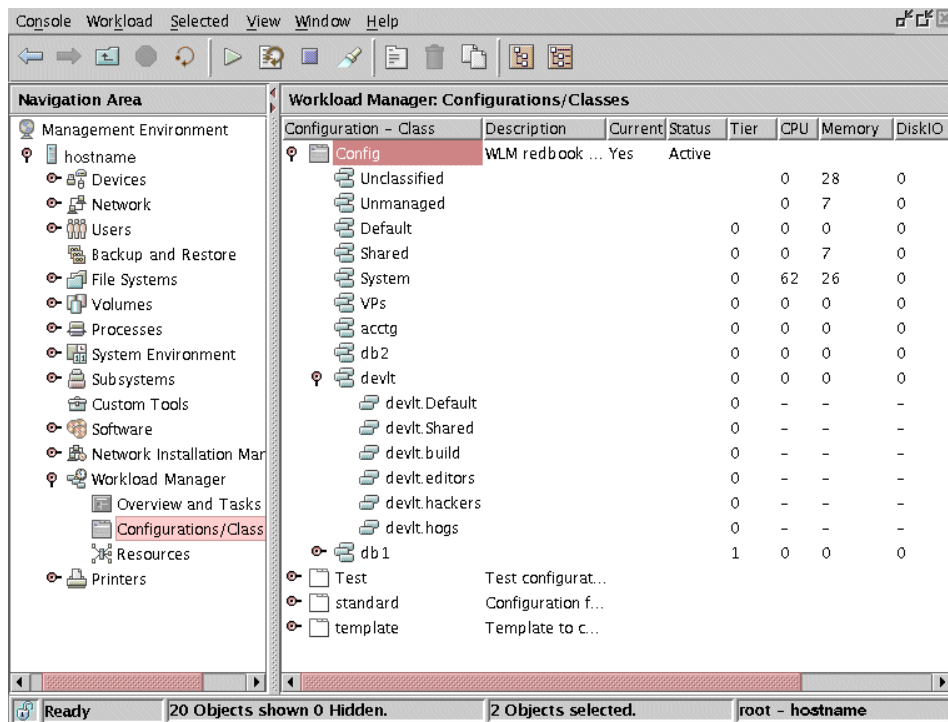 Console Workload Selected View Window Help
Navigation Area
Management Environment
hostname
Devices
Network
Users
Backup and Restore
File Systems
Volumes
Processes
System Environment
Subsystems
Custom Tools
Software
Network Installation Mar
Workload Manager
Overview and Tasks
Configurations/Class
Resources
Printers
Workload Manager: Configurations/Classes
Configuration - Class Description Current Status Tier CPU Memory DiskIO
Config WLM redbook ... Yes Active
Unclassified 0 28 0
Unmanaged 0 7 0
Default 0 0 0 0
Shared 0 0 7 0
System 0 62 26 0
VPs 0 0 0 0
acctg 0 0 0 0
db2 0 0 0 0
devlt 0 0 0 0
devlt.Default 0 - - -
devlt.Shared 0 - - -
devlt.build 0 - - -
devlt.editors 0 - - -
devlt.hackers 0 - - -
devlt.hogs 0 - - -
db1 1 0 0 0
Test Test configurat...
standard Configuration f...
template Template to c...
Ready 20 Objects shown 0 Hidden. 2 Objects selected. root - hostname